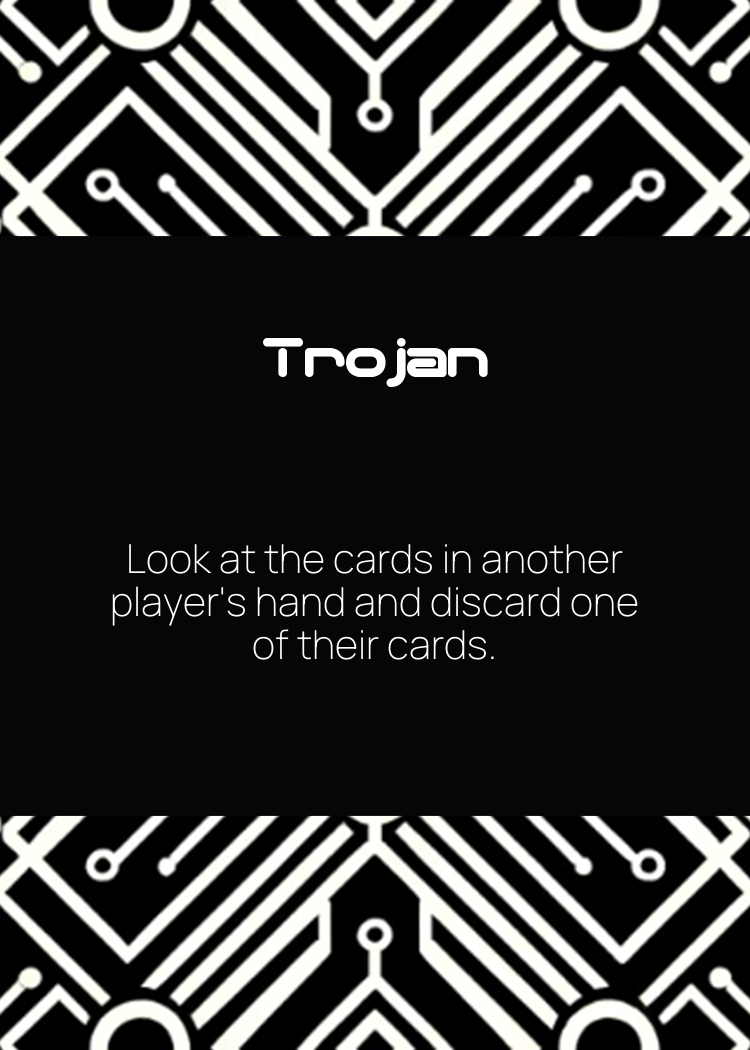 Trojan
Look at the cards in another
player's hand and discard one
of their cards.